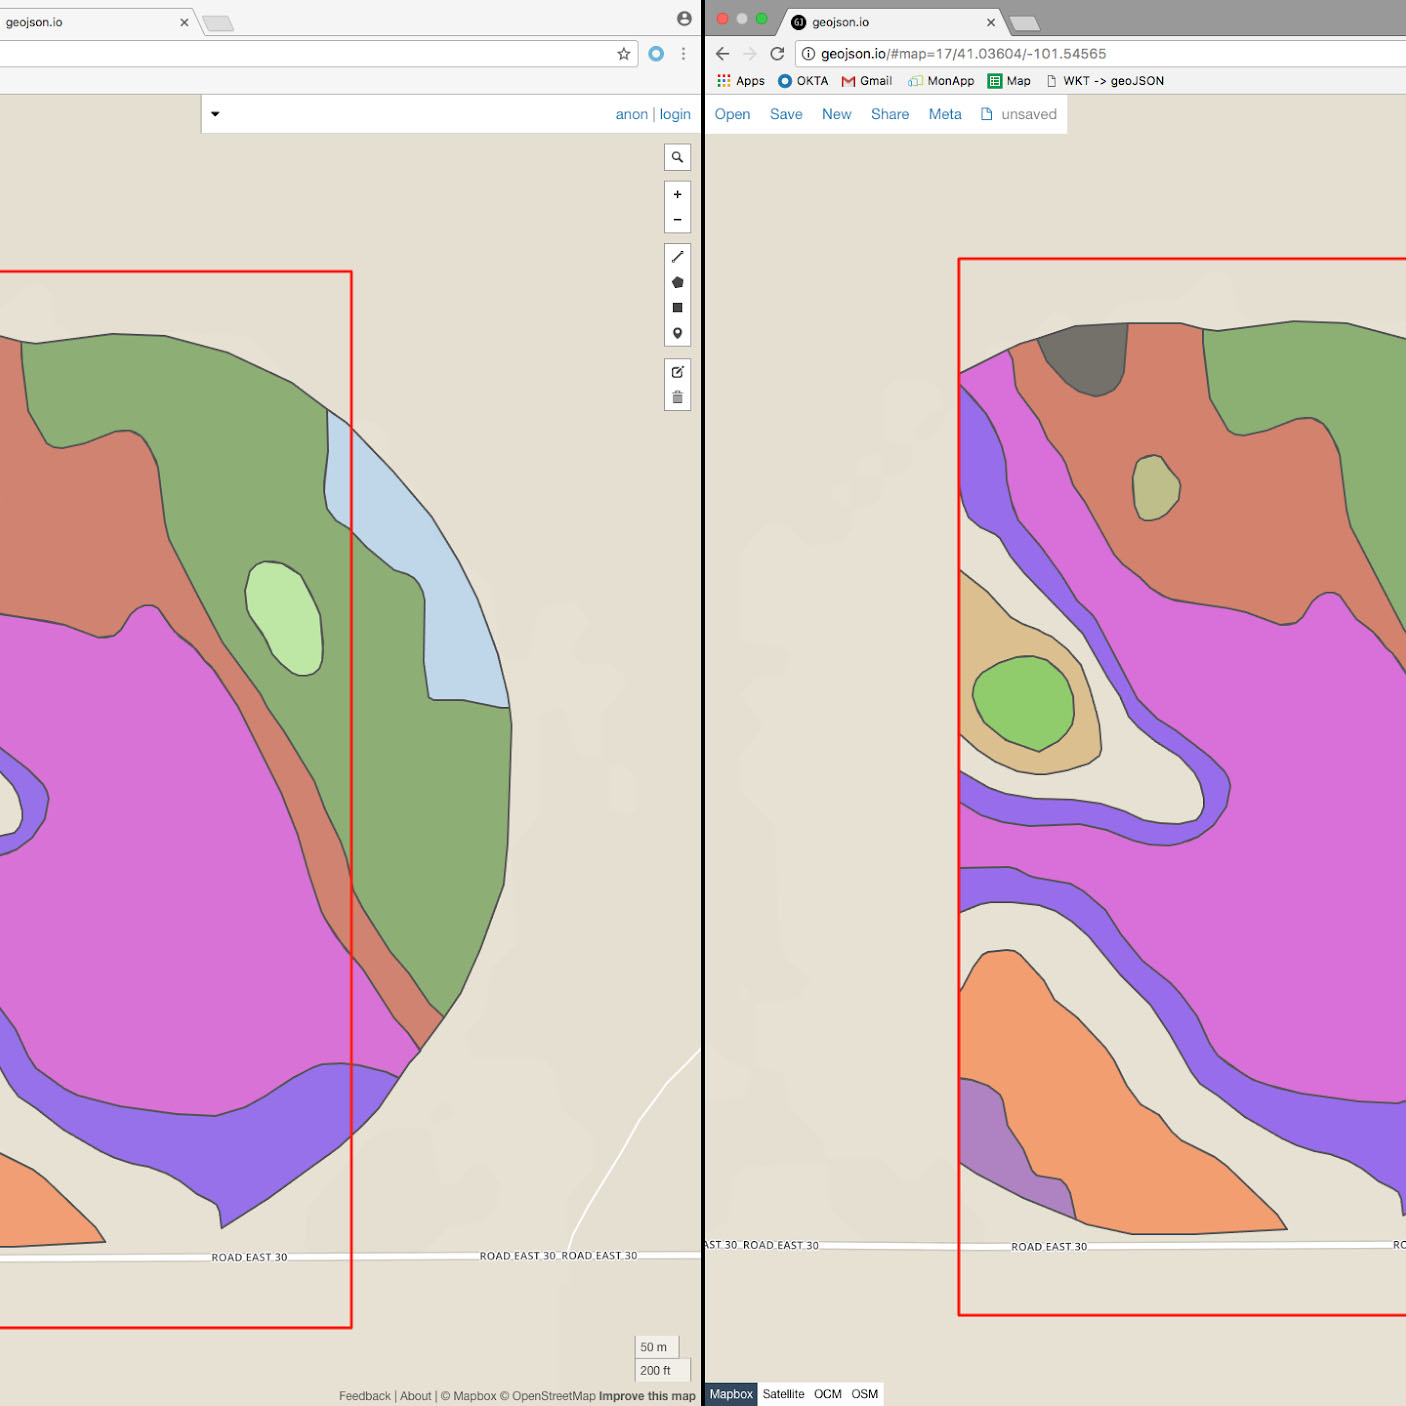 geojson.io
anon | login
ROAD EAST 30
ROAD EAST 30
ROAD EAST 30
50 m
200 ft
Feedback | About | © Mapbox © OpenStreetMap Improve this map
GJ
geojson.io
geojson.io/#map=17/41.03604/-101.54565
Apps OKTA Gmail MonApp Map WKT -> geoJSON
Open Save New Share Meta unsaved
AST 30 ROAD EAST 30
ROAD EAST 30
RO
Mapbox Satellite OCM OSM